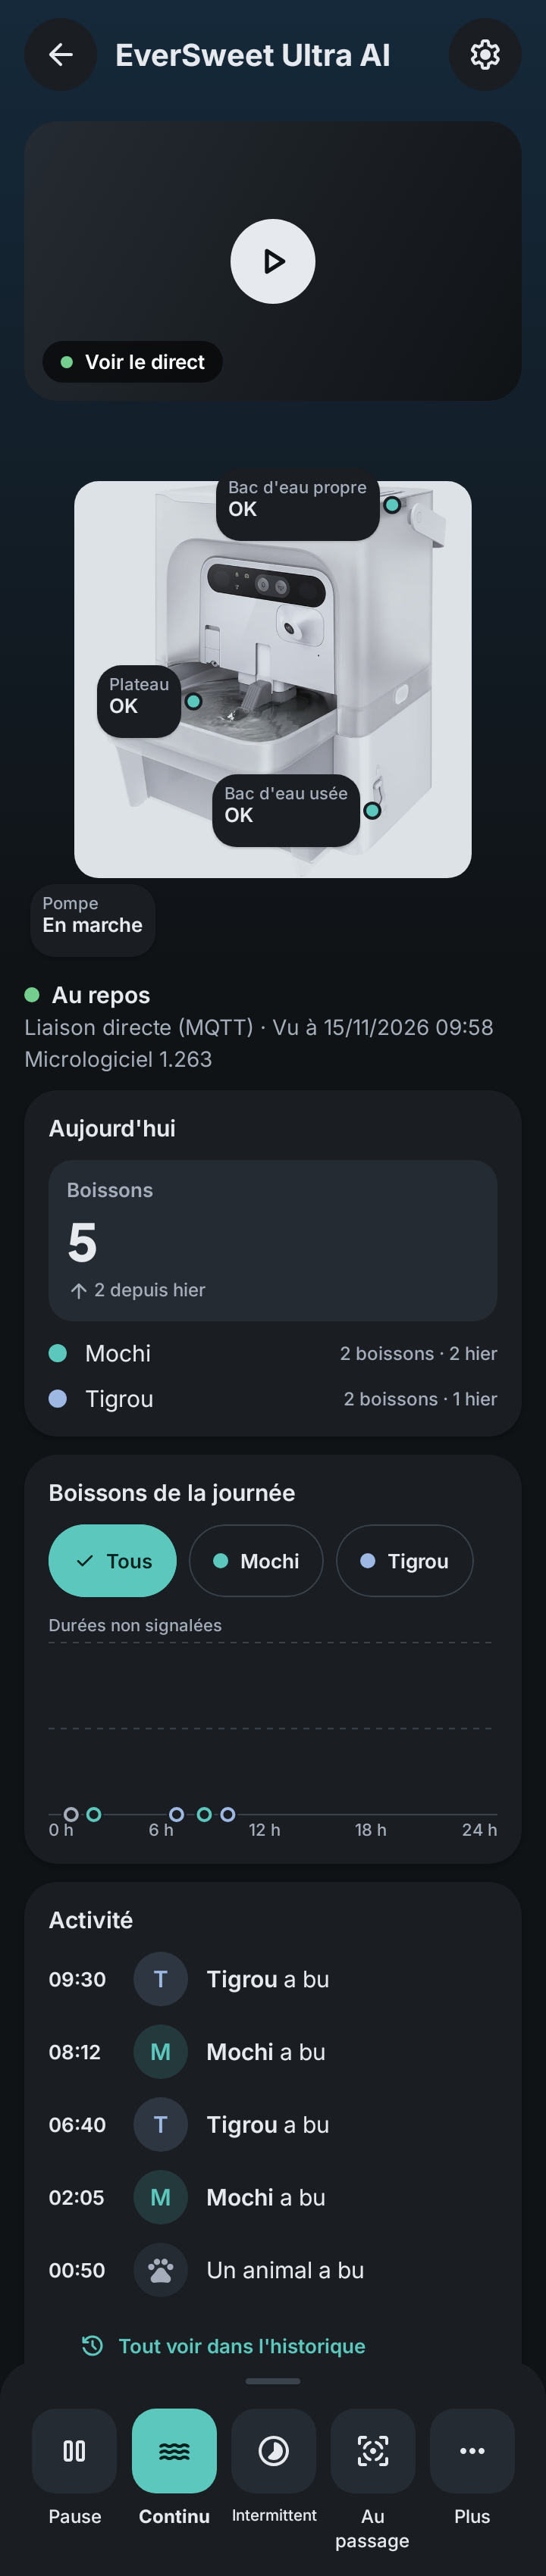 EverSweet Ultra AI
Voir le direct
Bac d'eau propre
OK
Plateau
OK
Bac d'eau usée
OK
Pompe
En marche
Au repos
Liaison directe (MQTT) · Vu à 15/11/2026 09:58
Micrologiciel 1.263
Aujourd'hui
Boissons
5
↑ 2 depuis hier
Mochi 2 boissons · 2 hier
Tigrou 2 boissons · 1 hier
Boissons de la journée
Tous Mochi Tigrou
Durées non signalées
0 h 6 h 12 h 18 h 24 h
Activité
09:30 T Tigrou a bu
08:12 M Mochi a bu
06:40 T Tigrou a bu
02:05 M Mochi a bu
00:50 Un animal a bu
Tout voir dans l'historique
Pause Continu Intermittent Au passage Plus